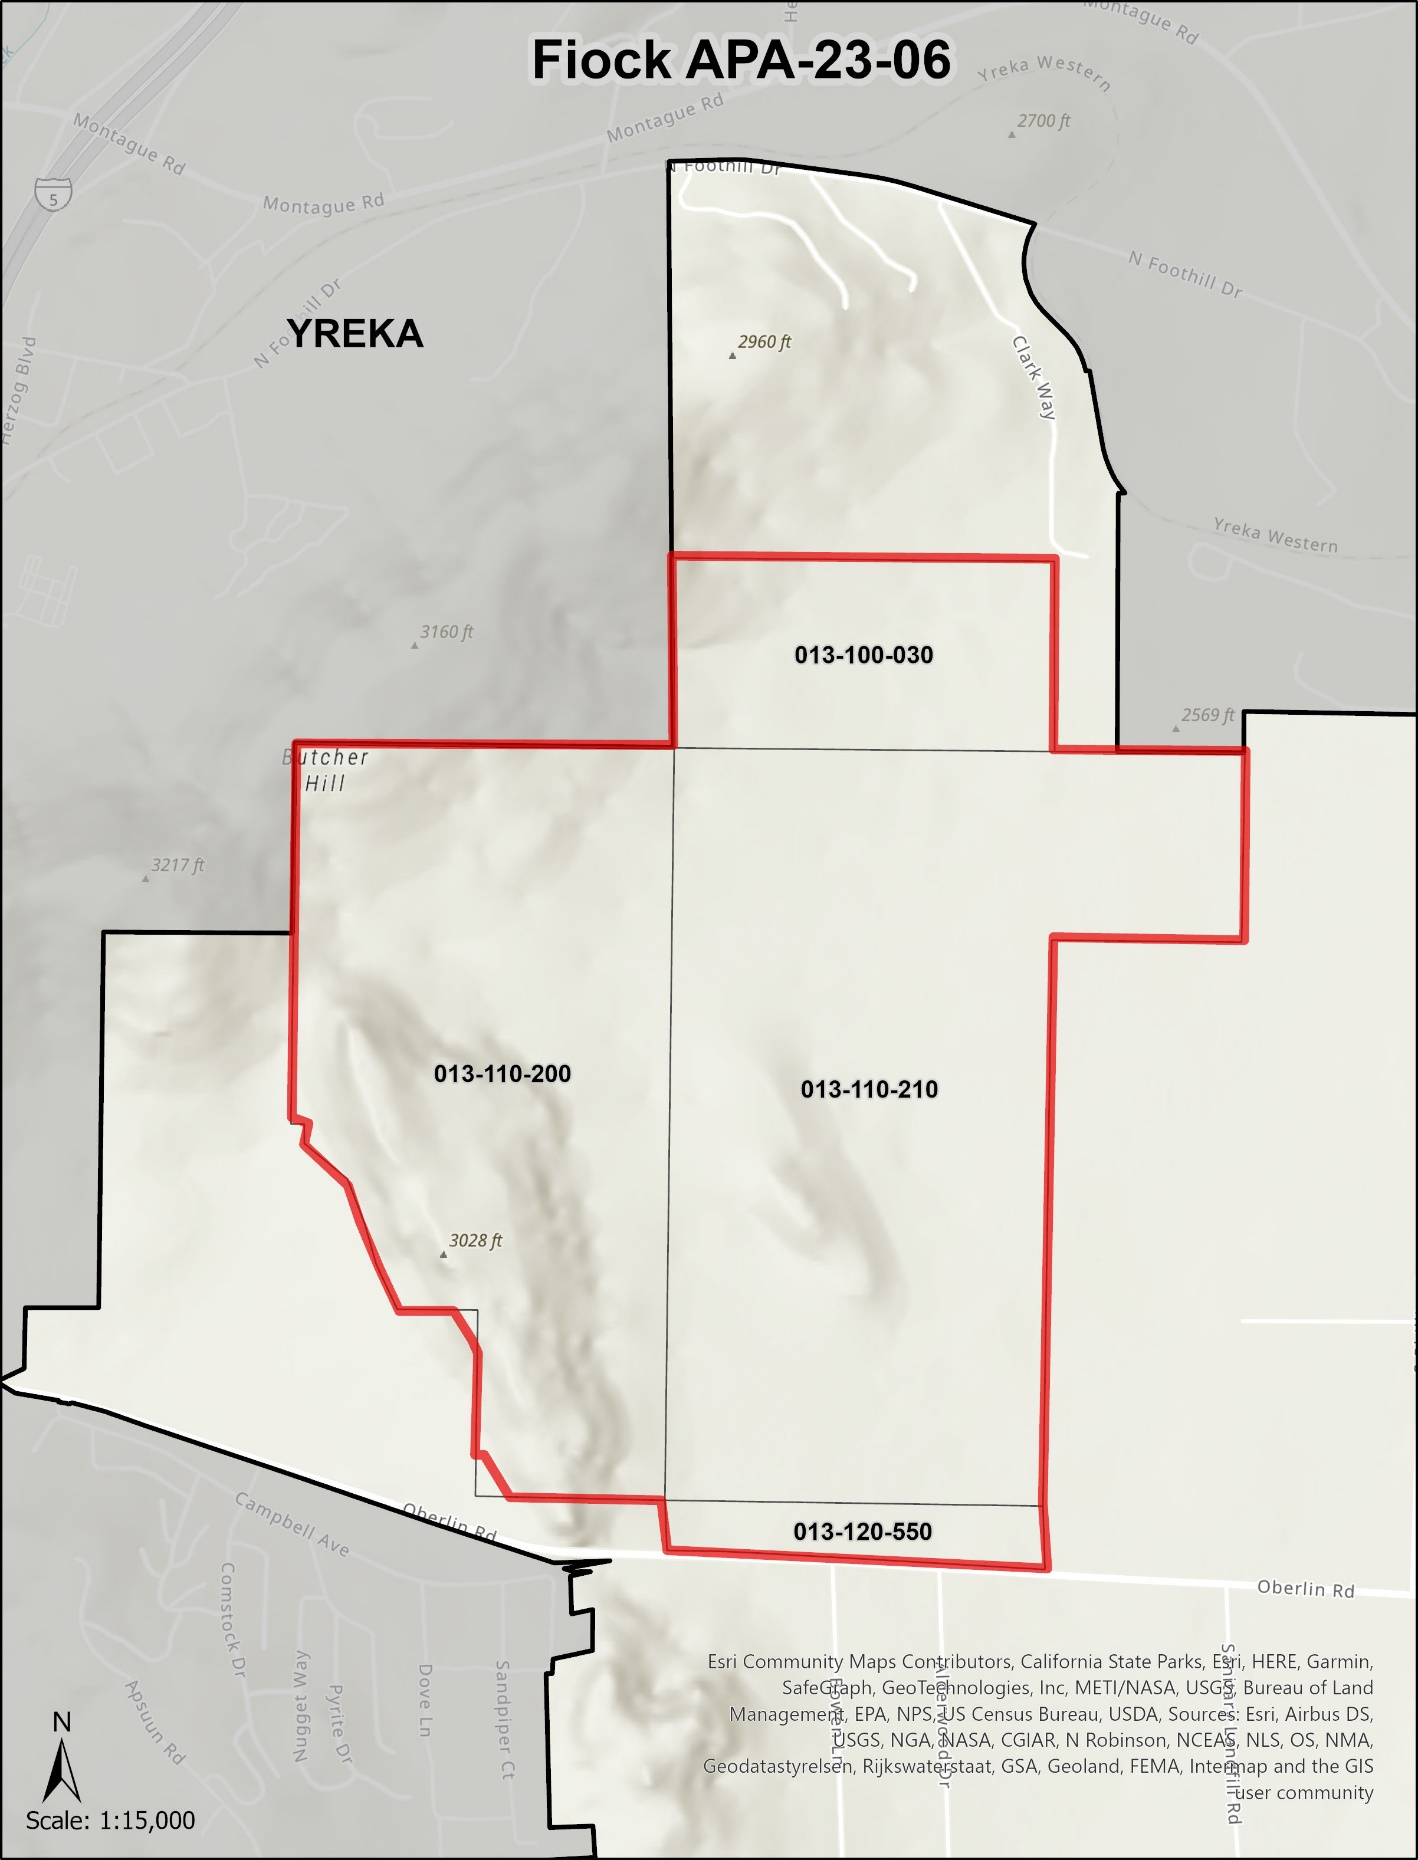 Fiock APA-23-06
Montague Rd
Yreka Western
2700 ft
Montague Rd
Montague Rd
N Foothill Dr
5
Montague Rd
N Foothill Dr
N Foothill Dr
YREKA
2960 ft
Clark Way
Herzog Blvd
Yreka Western
3160 ft
013-100-030
2569 ft
Butcher
Hill
3217 ft
013-110-200
013-110-210
3028 ft
Oberlin Rd
013-120-550
Campbell Ave
Oberlin Rd
Comstock Dr
Nugget Way
Pyrite Dr
Dove Ln
Sandpiper Ct
Apsuun Rd
Alderwood Dr
Esri Community Maps Contributors, California State Parks, Esri, HERE, Garmin,
SafeGraph, GeoTechnologies, Inc, METI/NASA, USGS, Bureau of Land
Management, EPA, NPS, US Census Bureau, USDA, Sources: Esri, Airbus DS,
USGS, NGA, NASA, CGIAR, N Robinson, NCEAS, NLS, OS, NMA,
Geodatastyrelsen, Rijkswaterstaat, GSA, Geoland, FEMA, Intermap and the GIS
user community
N
Scale: 1:15,000